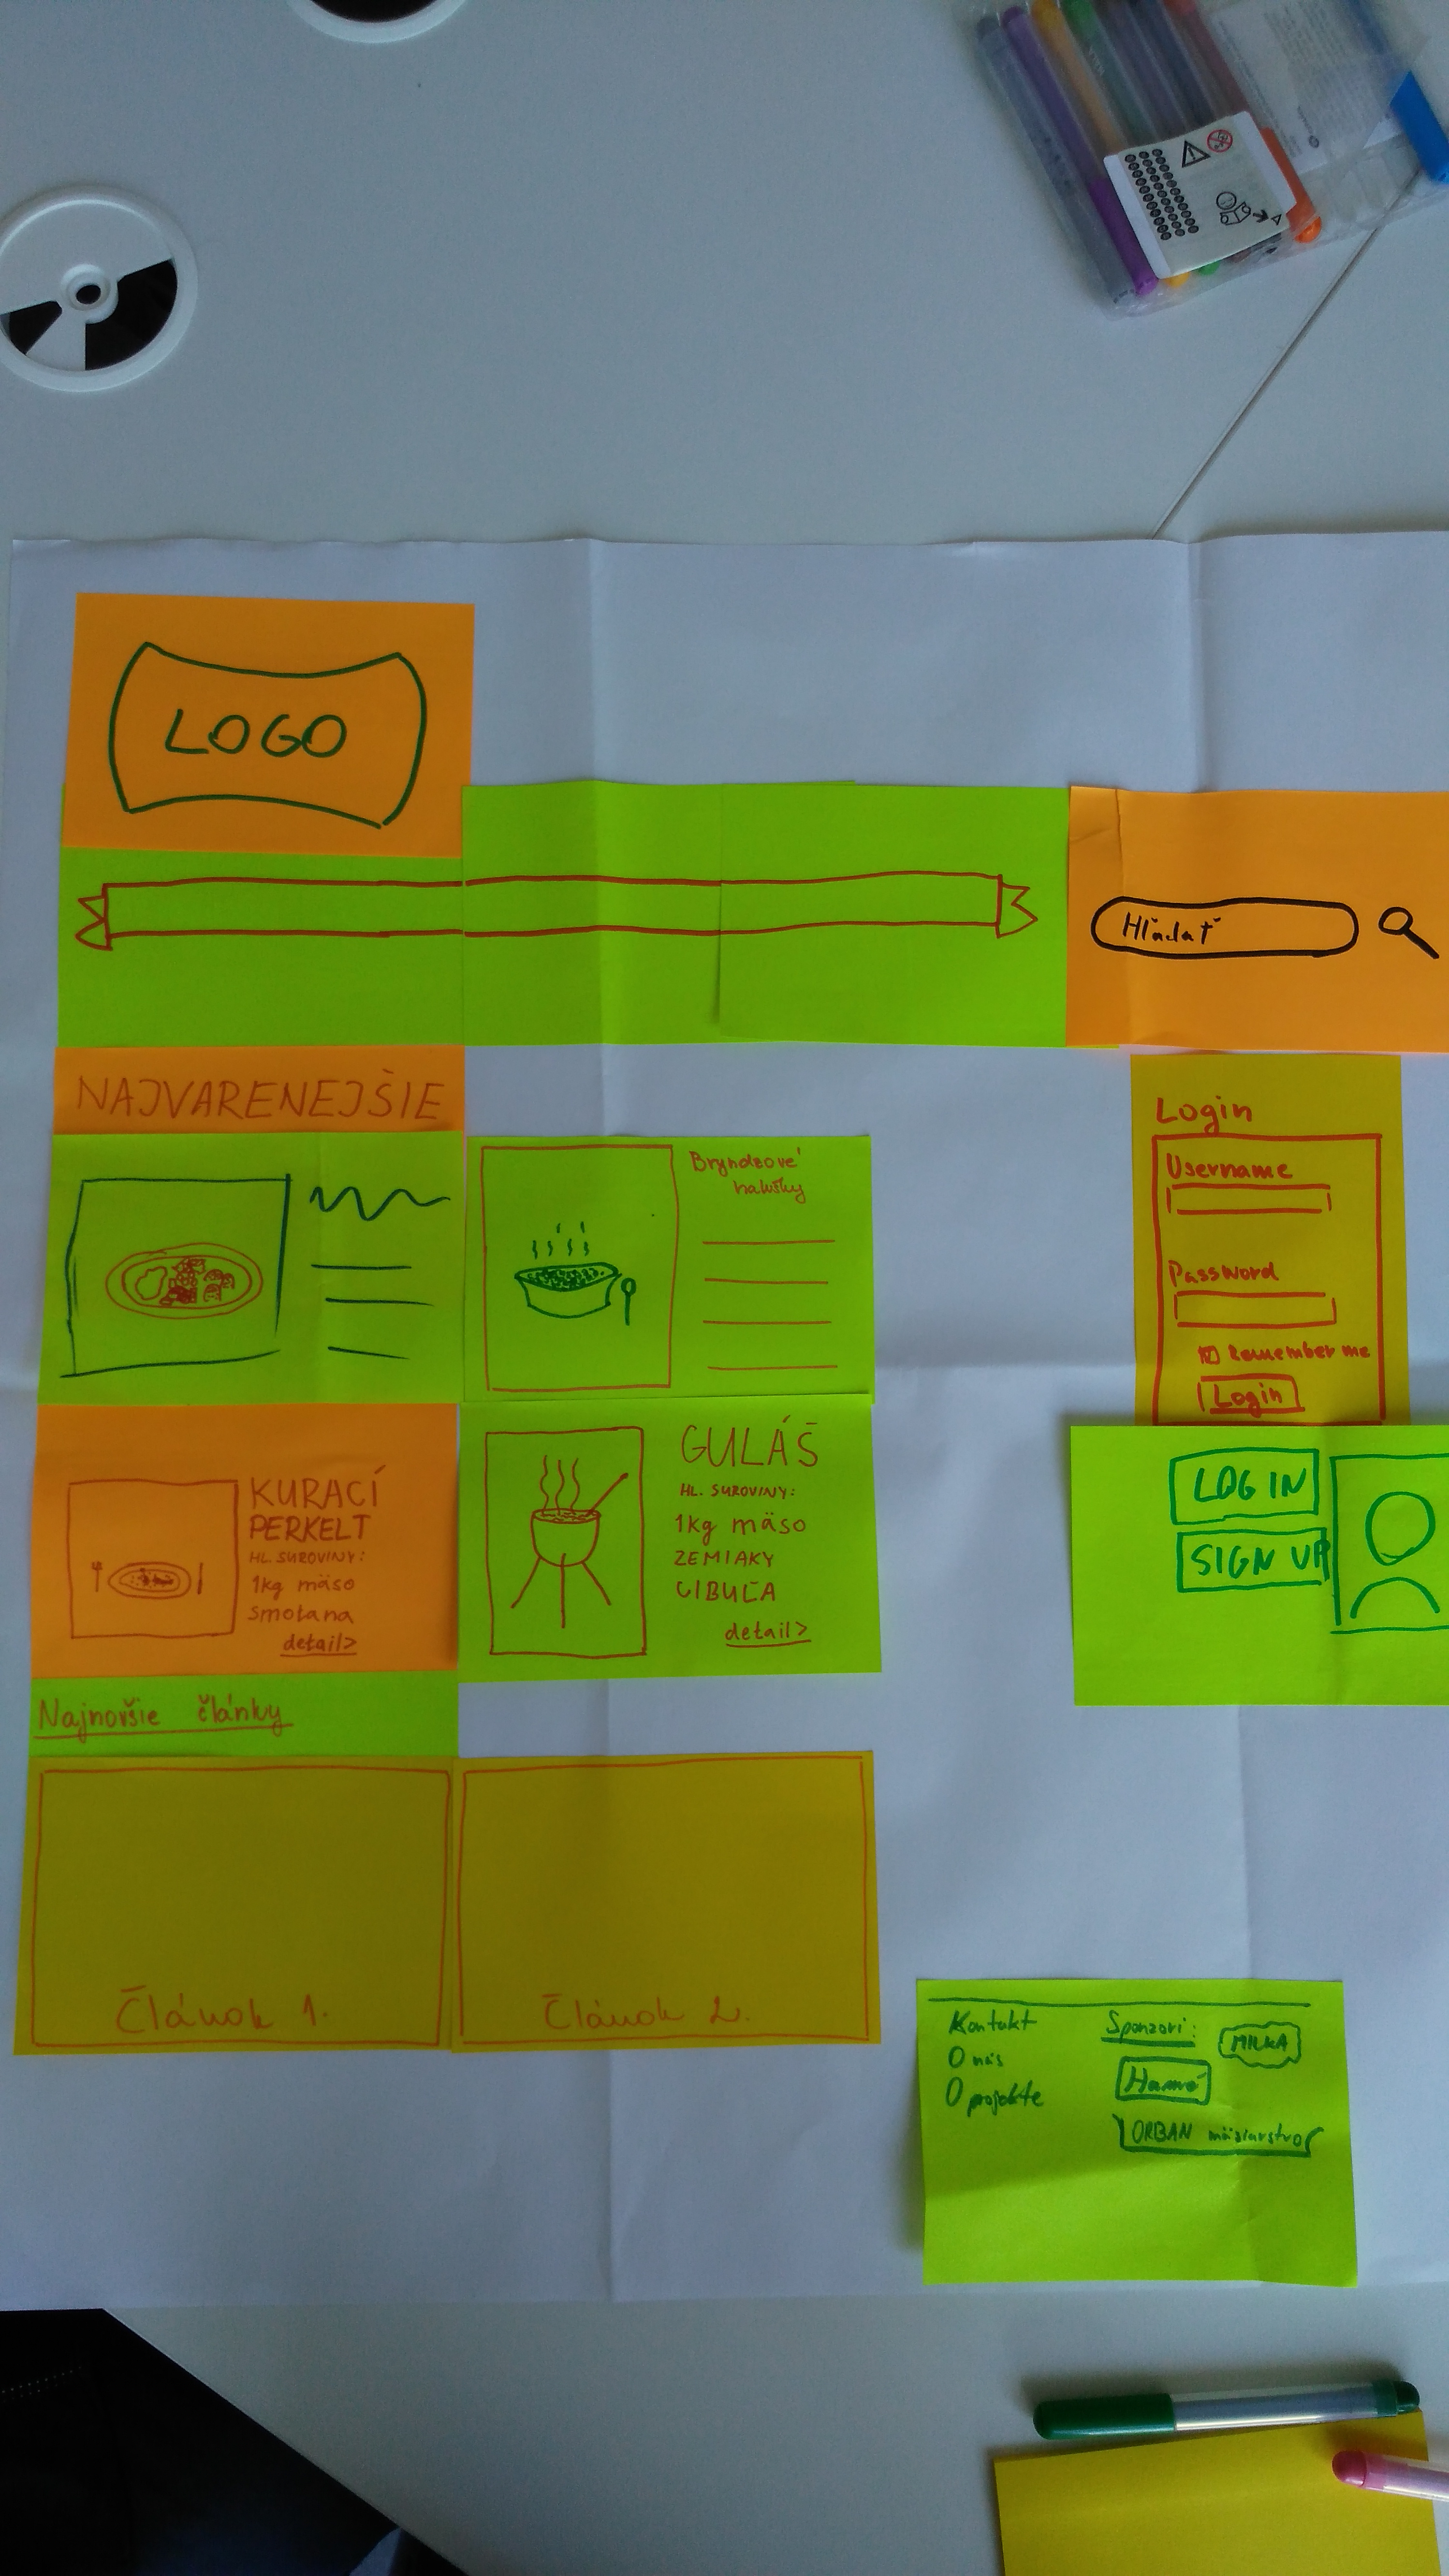 LOGO
Hľadať
NAJVARENEJŠIE
Bryndzové
halušky
KURACÍ
PERKELT
HL. SUROVINY:
1kg mäso
smotana
detail>
GULÁŠ
HL. SUROVINY:
1kg mäso
ZEMIAKY
CIBUĽA
detail>
Najnovšie články
Článok 1.
Článok 2.
Login
Username
Password
Remember me
Login
LOG IN
SIGN UP
Kontakt
O nás
O projekte
Sponzori:
MILKA
Hamé
ORBAN mäsiarstvo